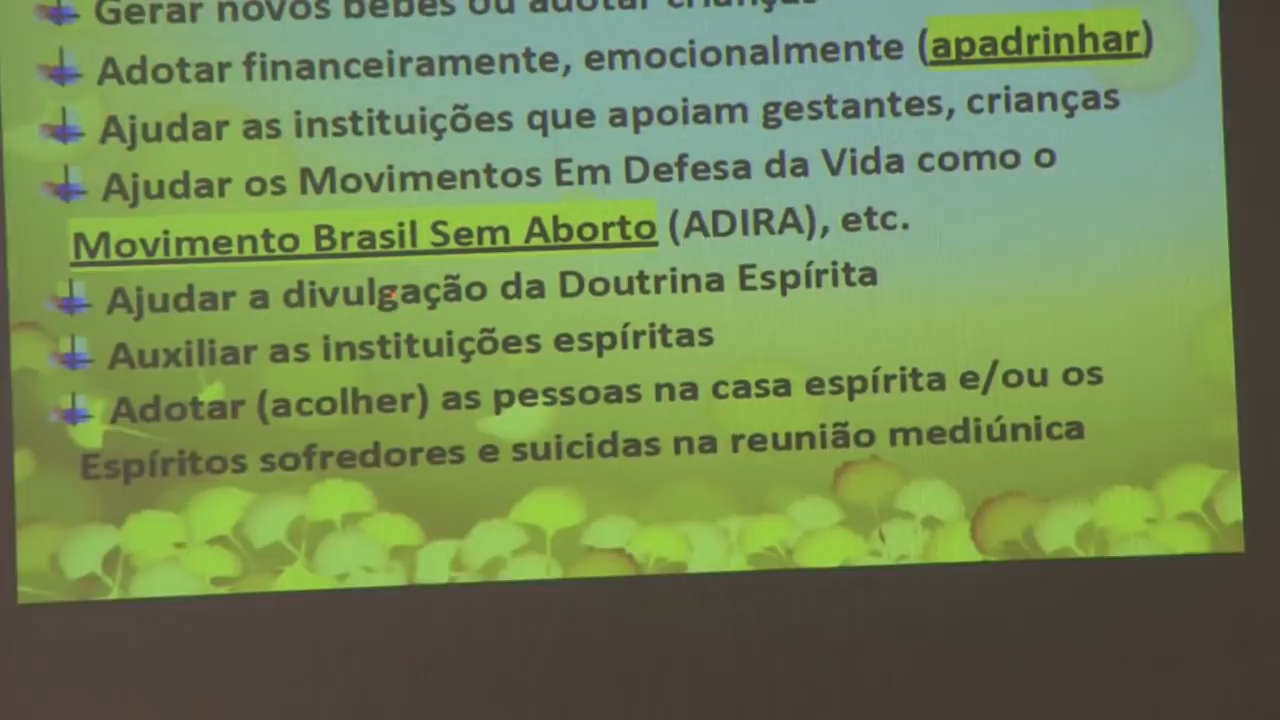 Gerar novos bebês ou adotar crianças
Adotar financeiramente, emocionalmente (apadrinhar)
Ajudar as instituições que apoiam gestantes, crianças
Ajudar os Movimentos Em Defesa da Vida como o
Movimento Brasil Sem Aborto (ADIRA), etc.
Ajudar a divulgação da Doutrina Espírita
Auxiliar as instituições espíritas
Adotar (acolher) as pessoas na casa espírita e/ou os
Espíritos sofredores e suicidas na reunião mediúnica